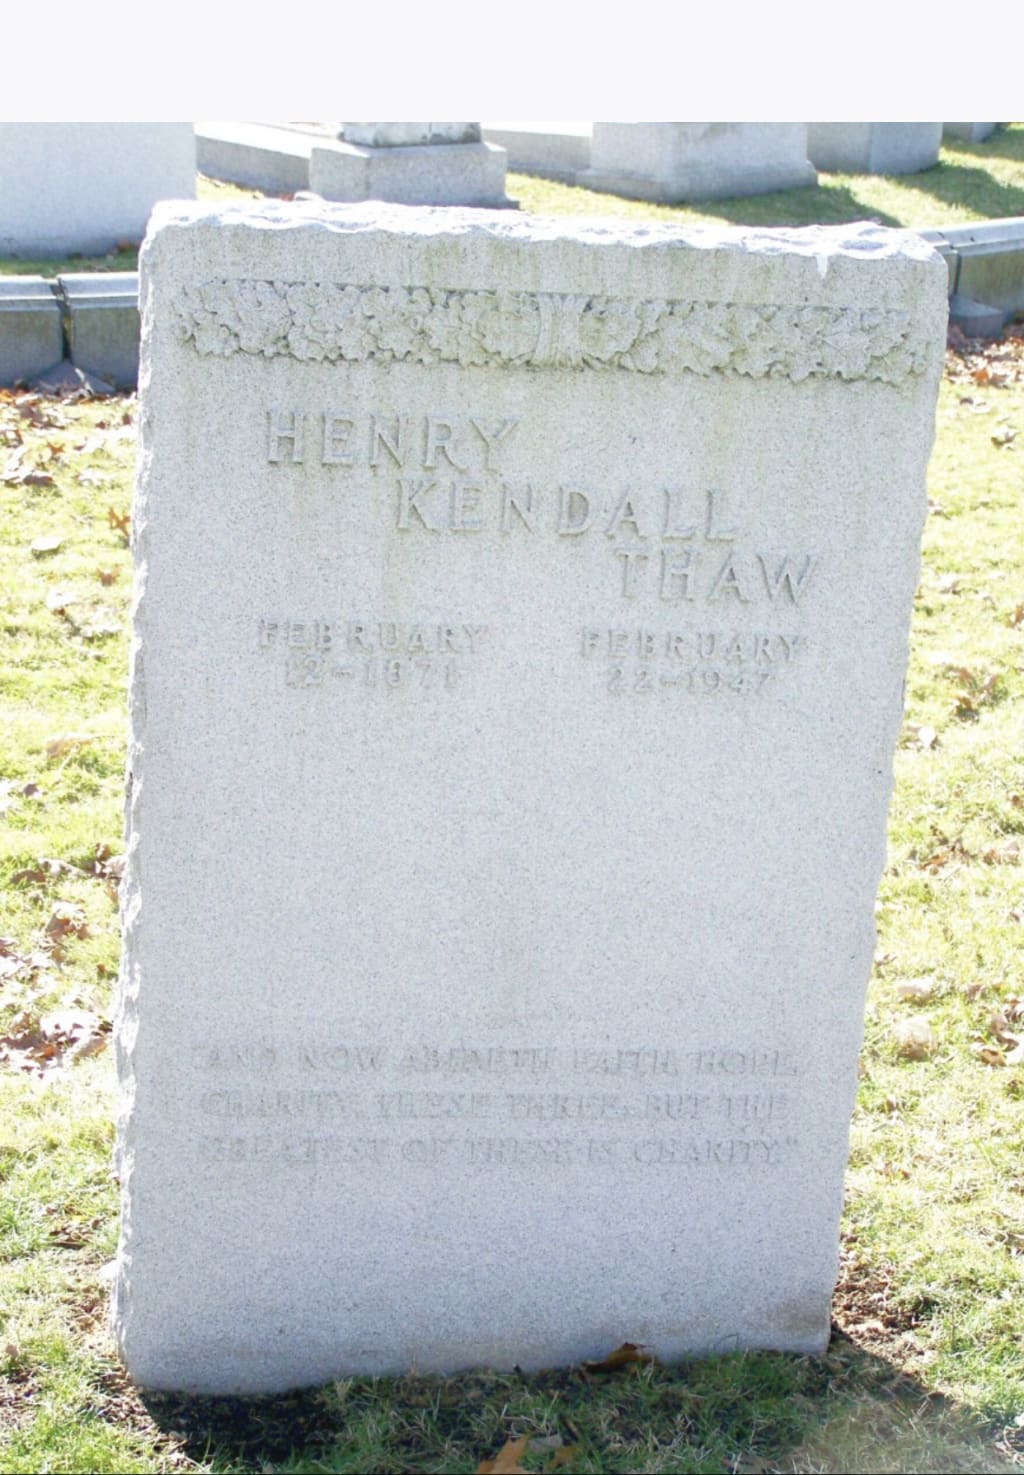 HENRY
KENDALL
THAW
FEBRUARY
12-1871
FEBRUARY
22-1947
"AND NOW ABIDETH FAITH, HOPE,
CHARITY, THESE THREE; BUT THE
GREATEST OF THESE IS CHARITY."